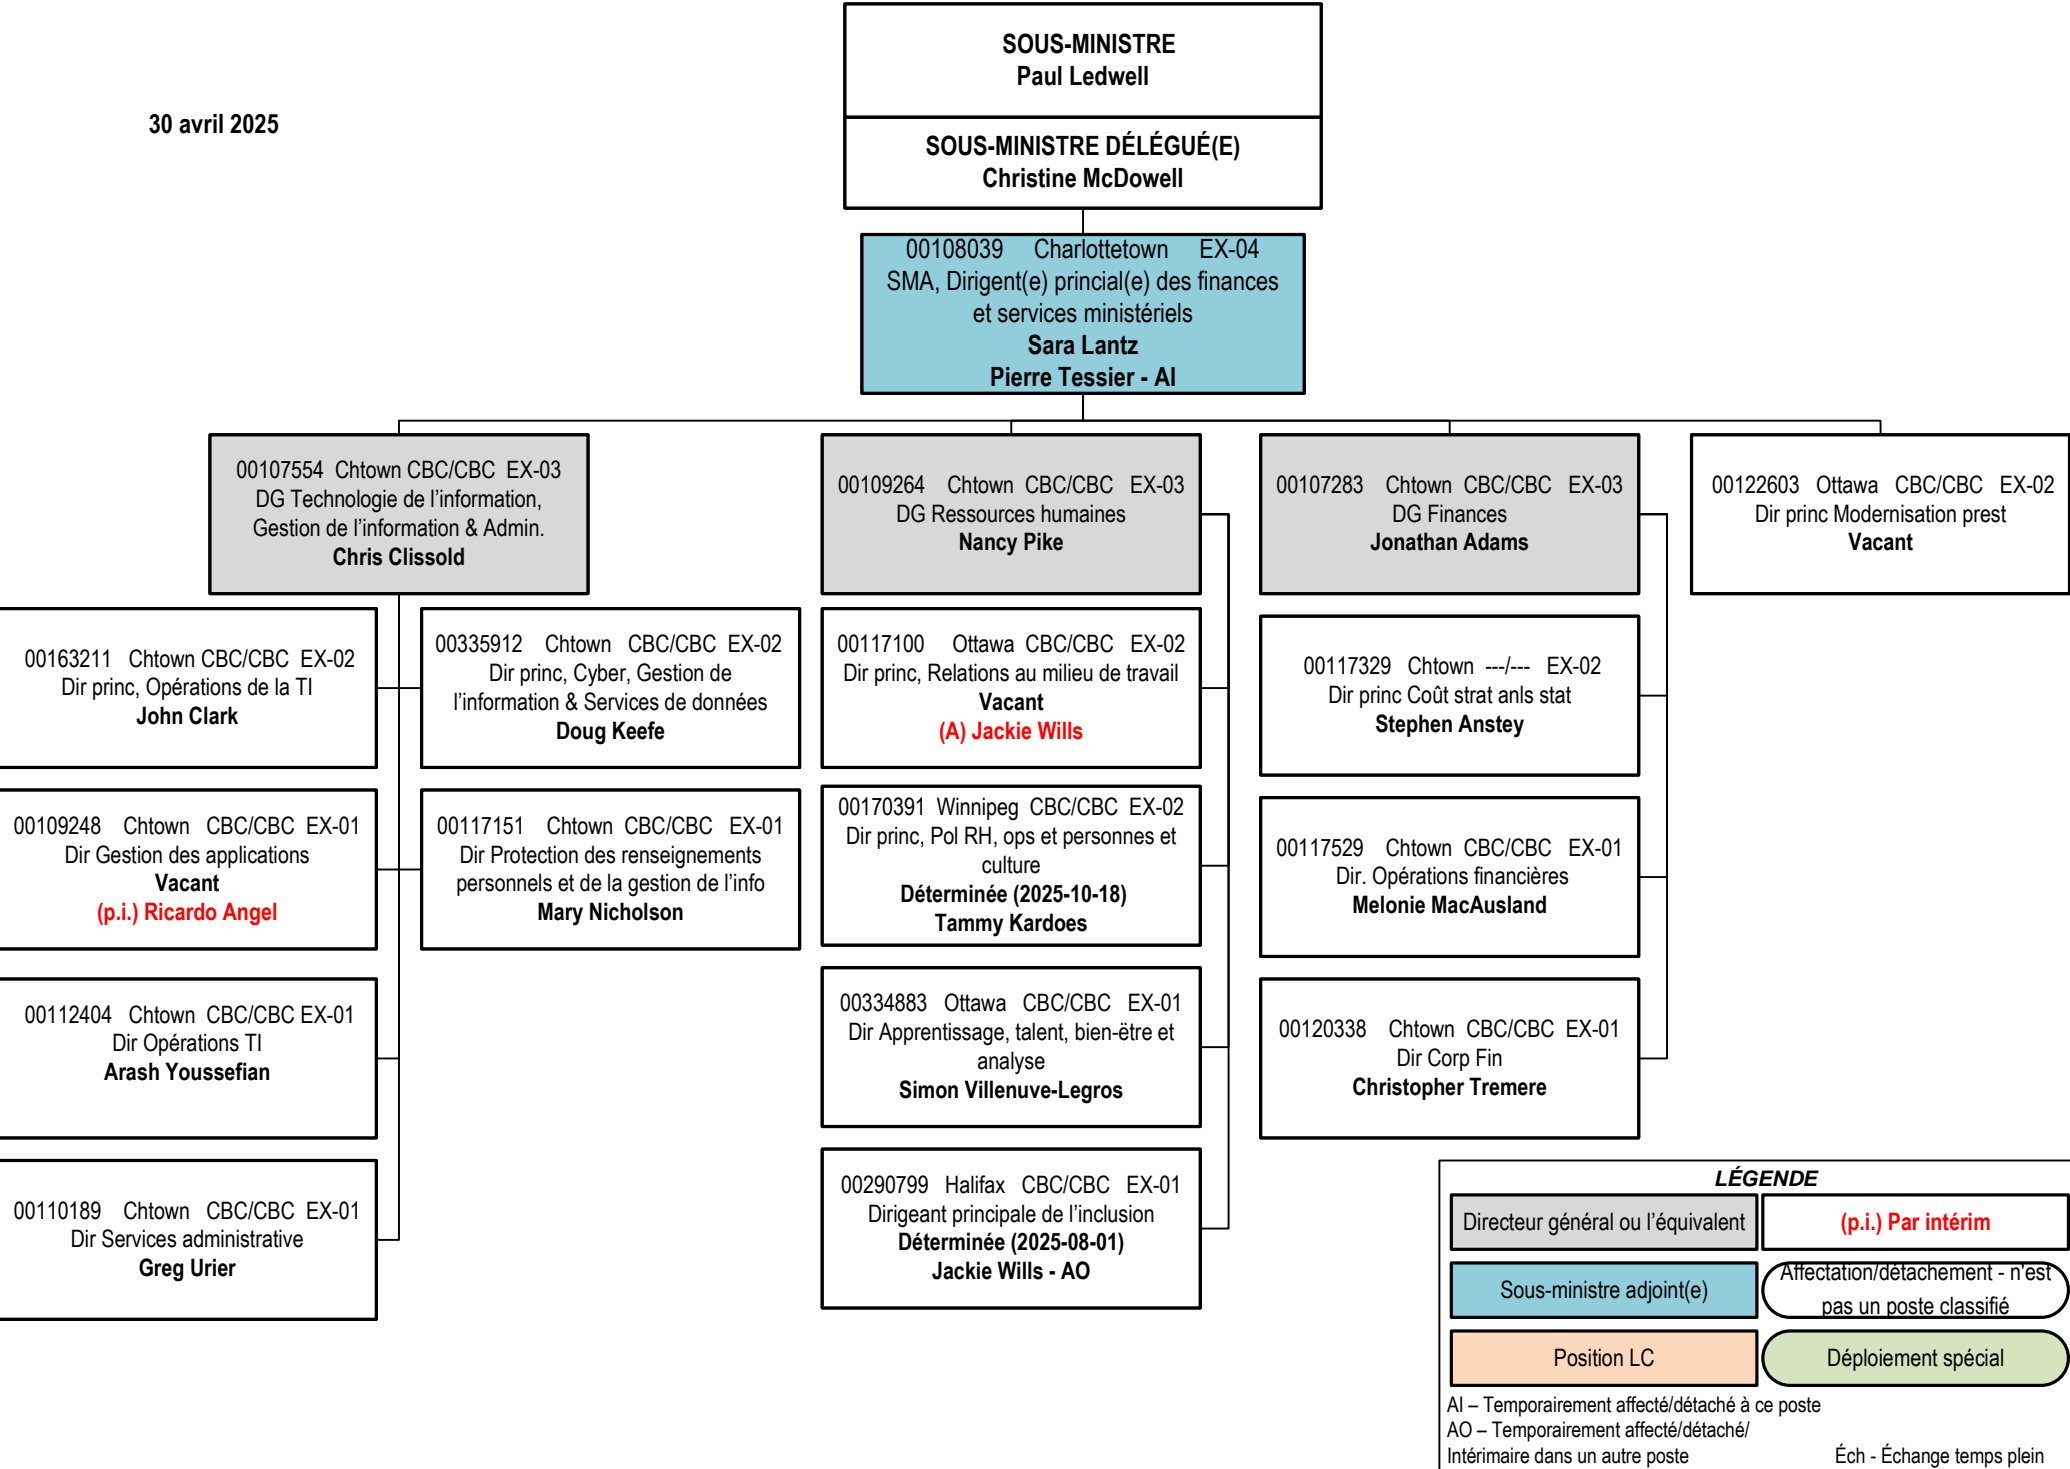 30 avril 2025
SOUS-MINISTRE
Paul Ledwell
SOUS-MINISTRE DÉLÉGUÉ(E)
Christine McDowell
00108039 Charlottetown EX-04
SMA, Dirigent(e) princial(e) des finances
et services ministériels
Sara Lantz
Pierre Tessier - AI
00107554 Chtown CBC/CBC EX-03
DG Technologie de l'information,
Gestion de l'information & Admin.
Chris Clissold
00109264 Chtown CBC/CBC EX-03
DG Ressources humaines
Nancy Pike
00107283 Chtown CBC/CBC EX-03
DG Finances
Jonathan Adams
00122603 Ottawa CBC/CBC EX-02
Dir princ Modernisation prest
Vacant
00163211 Chtown CBC/CBC EX-02
Dir princ, Opérations de la TI
John Clark
00335912 Chtown CBC/CBC EX-02
Dir princ, Cyber, Gestion de
l'information & Services de données
Doug Keefe
00109248 Chtown CBC/CBC EX-01
Dir Gestion des applications
Vacant
(p.i.) Ricardo Angel
00117151 Chtown CBC/CBC EX-01
Dir Protection des renseignements
personnels et de la gestion de l'info
Mary Nicholson
00112404 Chtown CBC/CBC EX-01
Dir Opérations TI
Arash Youssefian
00110189 Chtown CBC/CBC EX-01
Dir Services administrative
Greg Urier
00117100 Ottawa CBC/CBC EX-02
Dir princ, Relations au milieu de travail
Vacant
(A) Jackie Wills
00170391 Winnipeg CBC/CBC EX-02
Dir princ, Pol RH, ops et personnes et
culture
Déterminée (2025-10-18)
Tammy Kardoes
00334883 Ottawa CBC/CBC EX-01
Dir Apprentissage, talent, bien-ëtre et
analyse
Simon Villenuve-Legros
00290799 Halifax CBC/CBC EX-01
Dirigeant principale de l'inclusion
Déterminée (2025-08-01)
Jackie Wills - AO
00117329 Chtown ---/--- EX-02
Dir princ Coût strat anls stat
Stephen Anstey
00117529 Chtown CBC/CBC EX-01
Dir. Opérations financières
Melonie MacAusland
00120338 Chtown CBC/CBC EX-01
Dir Corp Fin
Christopher Tremere
LÉGENDE
Directeur général ou l'équivalent
(p.i.) Par intérim
Sous-ministre adjoint(e)
Affectation/détachement - n'est
pas un poste classifié
Position LC
Déploiement spécial
AI – Temporairement affecté/détaché à ce poste
AO – Temporairement affecté/détaché/
Intérimaire dans un autre poste Éch - Échange temps plein